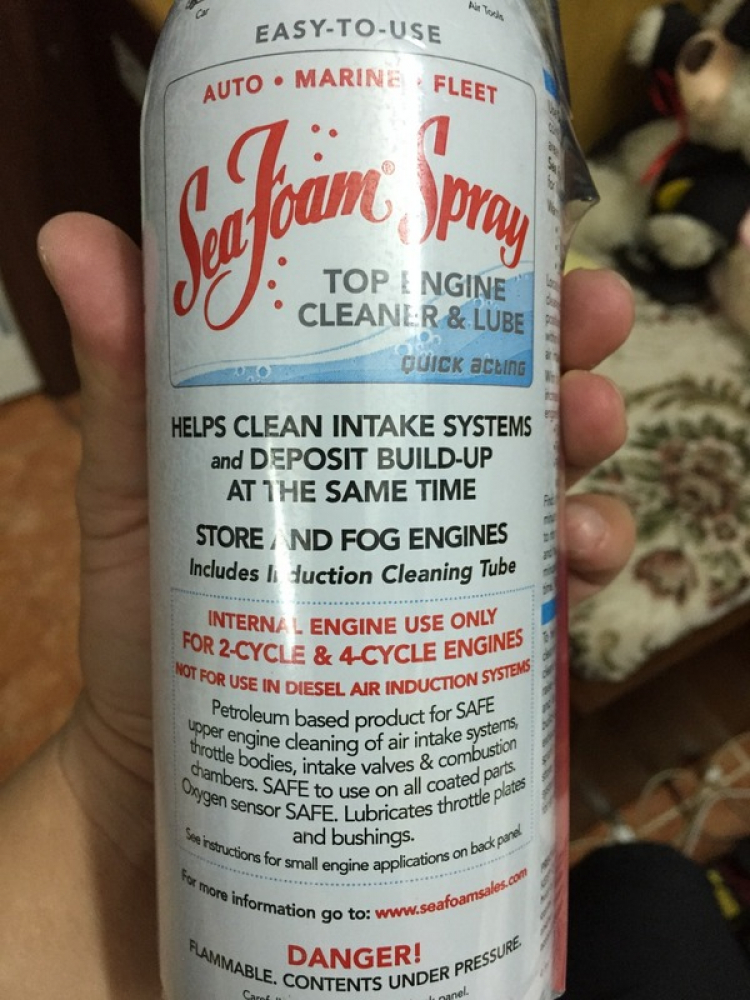 Car
Air Tools
EASY-TO-USE
AUTO • MARINE • FLEET
Sea Foam® Spray
TOP ENGINE
CLEANER & LUBE
QUICK acting
HELPS CLEAN INTAKE SYSTEMS
and DEPOSIT BUILD-UP
AT THE SAME TIME
STORE AND FOG ENGINES
Includes Induction Cleaning Tube
INTERNAL ENGINE USE ONLY
FOR 2-CYCLE & 4-CYCLE ENGINES
NOT FOR USE IN DIESEL AIR INDUCTION SYSTEMS
Petroleum based product for SAFE
upper engine cleaning of air intake systems,
throttle bodies, intake valves & combustion
chambers. SAFE to use on all coated parts.
Oxygen sensor SAFE. Lubricates throttle plates
and bushings.
See instructions for small engine applications on back panel.
For more information go to: www.seafoamsales.com
DANGER!
FLAMMABLE. CONTENTS UNDER PRESSURE.
panel.